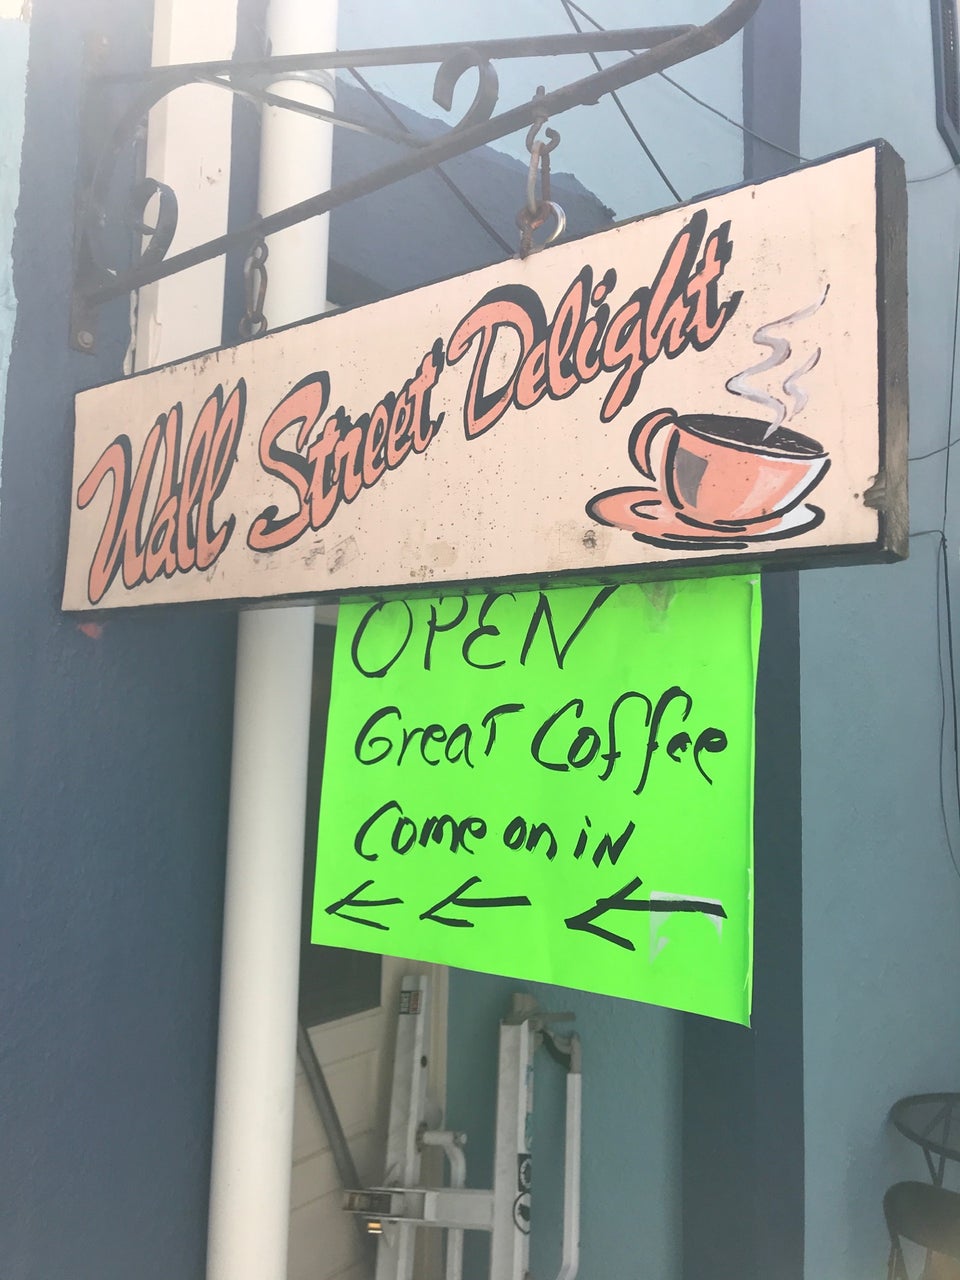 Wall Street Delight
OPEN
Great Coffee
Come on in